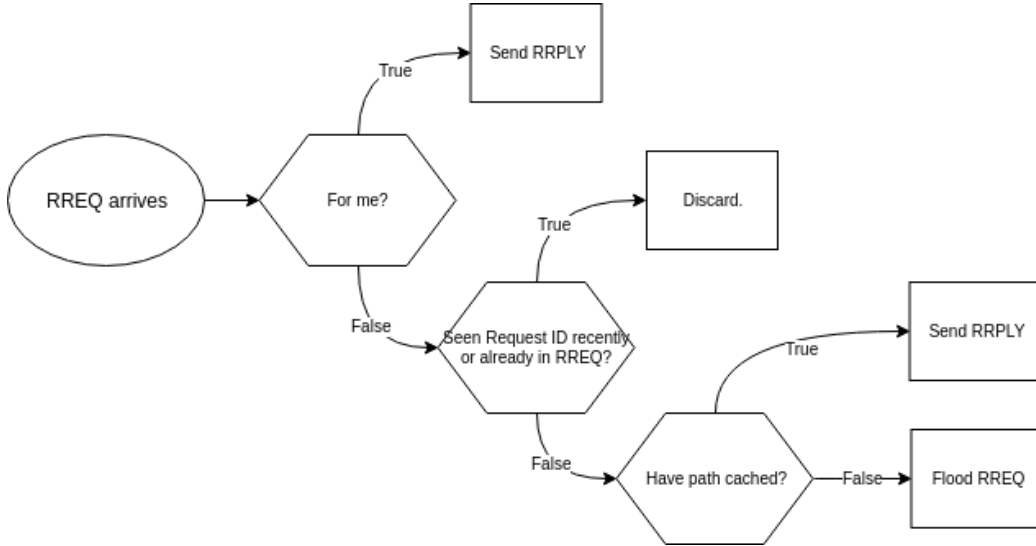 Send RRPLY
True
RREQ arrives
For me?
True
Discard.
False
Seen Request ID recently
or already in RREQ?
Send RRPLY
True
False
Have path cached?
False
Flood RREQ